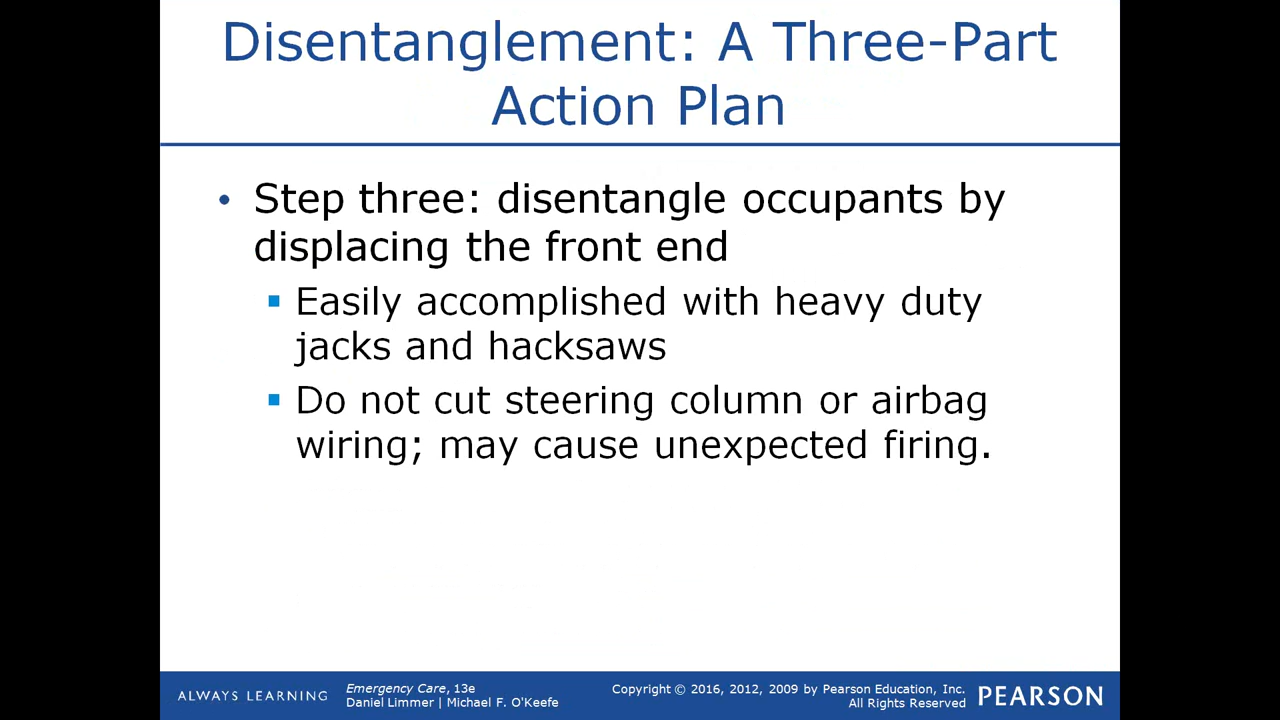 Disentanglement: A Three-Part
Action Plan
• Step three: disentangle occupants by
displacing the front end
▪ Easily accomplished with heavy duty
jacks and hacksaws
▪ Do not cut steering column or airbag
wiring; may cause unexpected firing.
ALWAYS LEARNING
Emergency Care, 13e
Daniel Limmer | Michael F. O'Keefe
Copyright © 2016, 2012, 2009 by Pearson Education, Inc.
All Rights Reserved
PEARSON